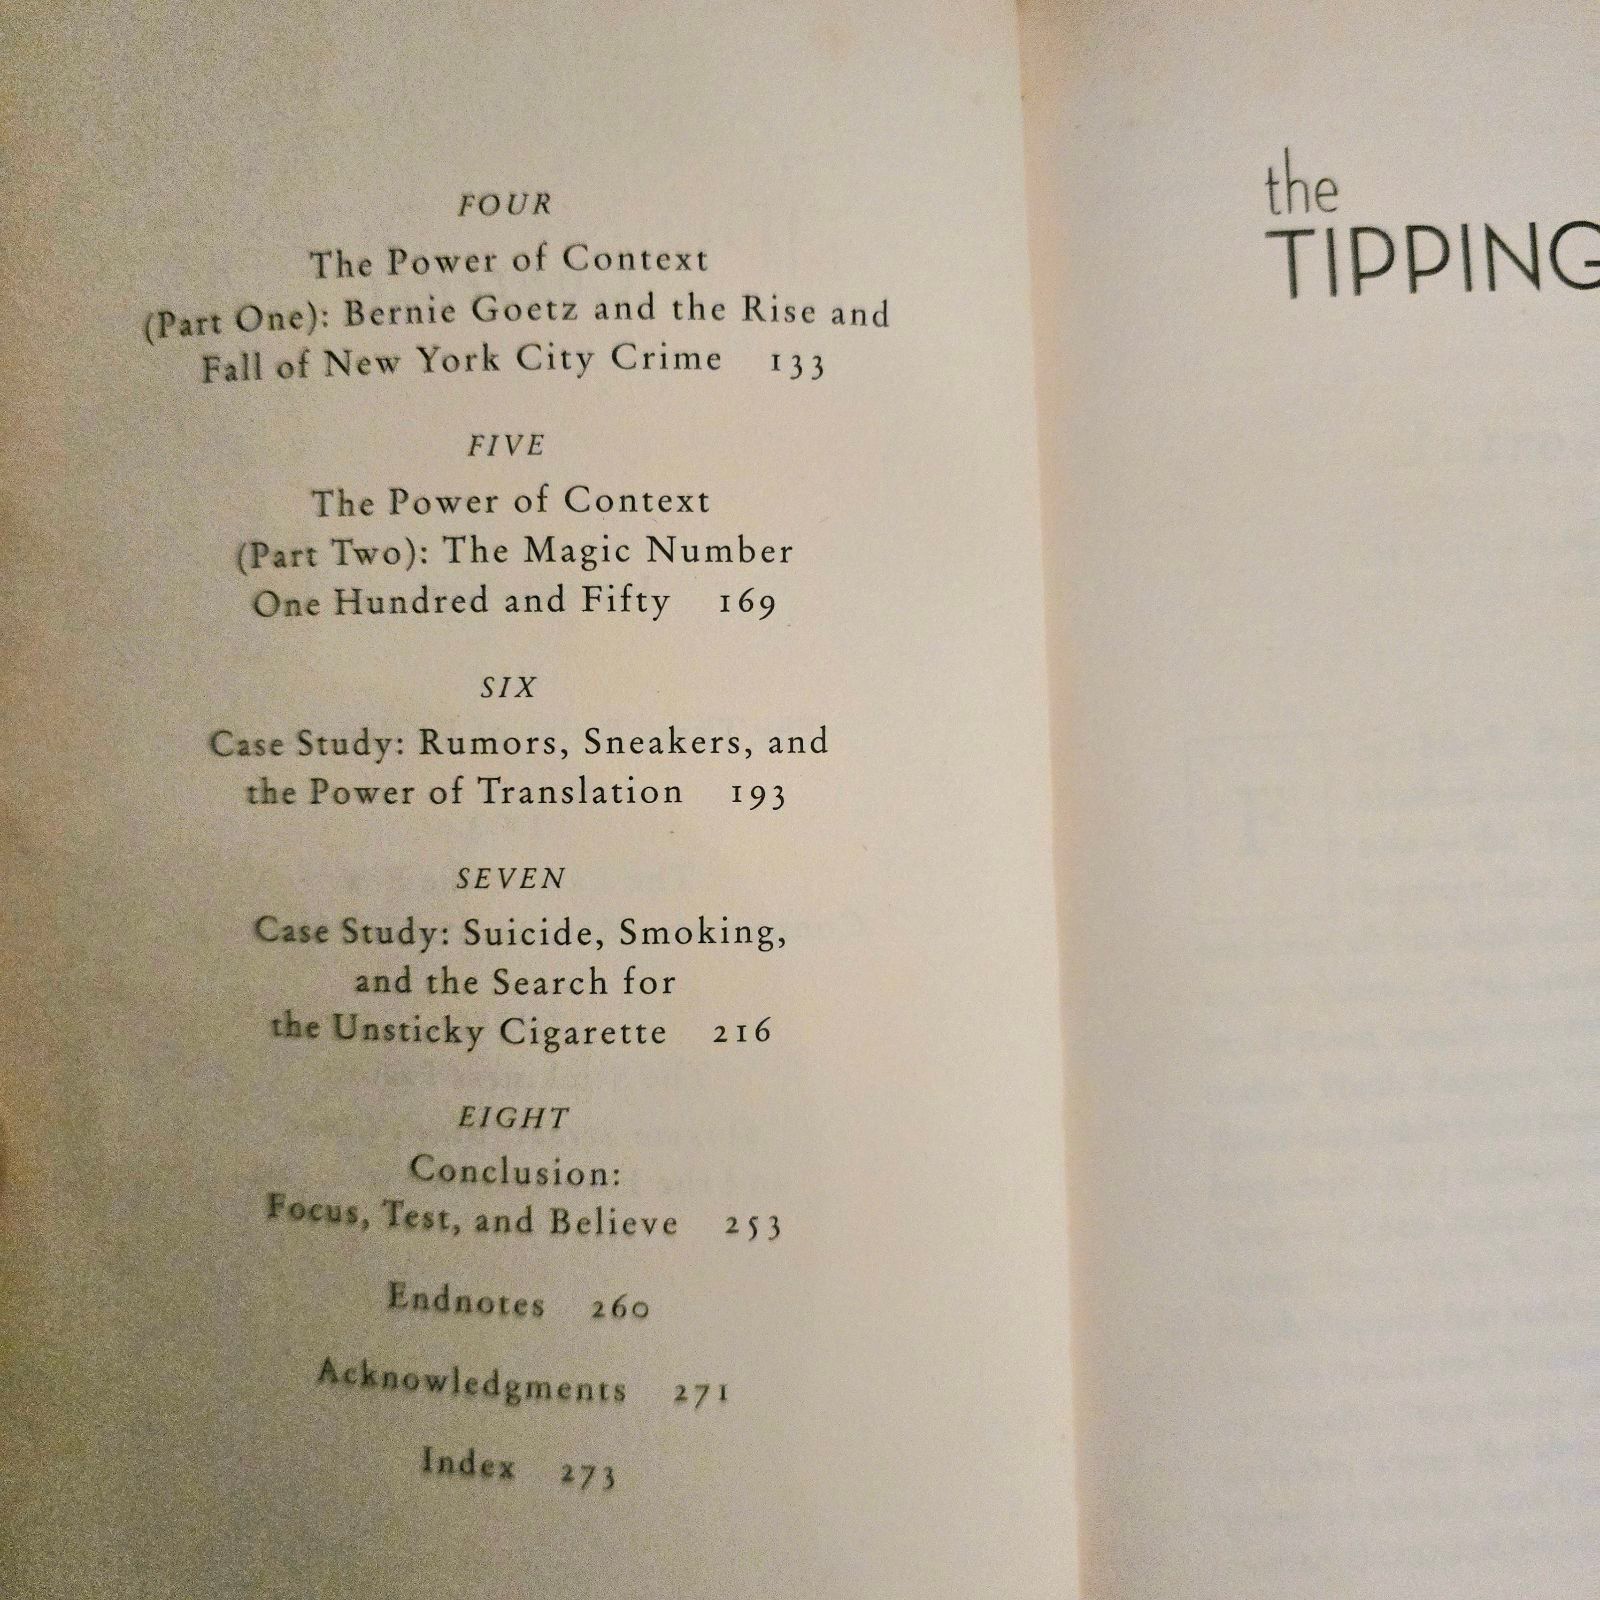 FOUR
The Power of Context
(Part One): Bernie Goetz and the Rise and
Fall of New York City Crime 133
FIVE
The Power of Context
(Part Two): The Magic Number
One Hundred and Fifty 169
SIX
Case Study: Rumors, Sneakers, and
the Power of Translation 193
SEVEN
Case Study: Suicide, Smoking,
and the Search for
the Unsticky Cigarette 216
EIGHT
Conclusion:
Focus, Test, and Believe 253
Endnotes 260
Acknowledgments 271
Index 273
the
TIPPING